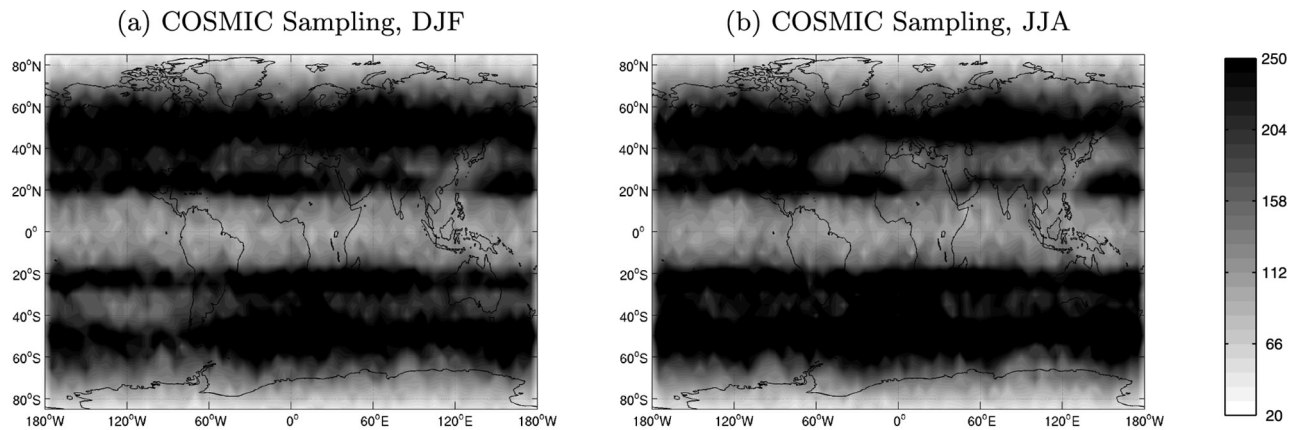 (a) COSMIC Sampling, DJF
(b) COSMIC Sampling, JJA
80°N
60°N
40°N
20°N
0°
20°S
40°S
60°S
80°S
180°W
120°W
60°W
0°
60°E
120°E
180°W
80°N
60°N
40°N
20°N
0°
20°S
40°S
60°S
80°S
180°W
120°W
60°W
0°
60°E
120°E
180°W
250
204
158
112
66
20